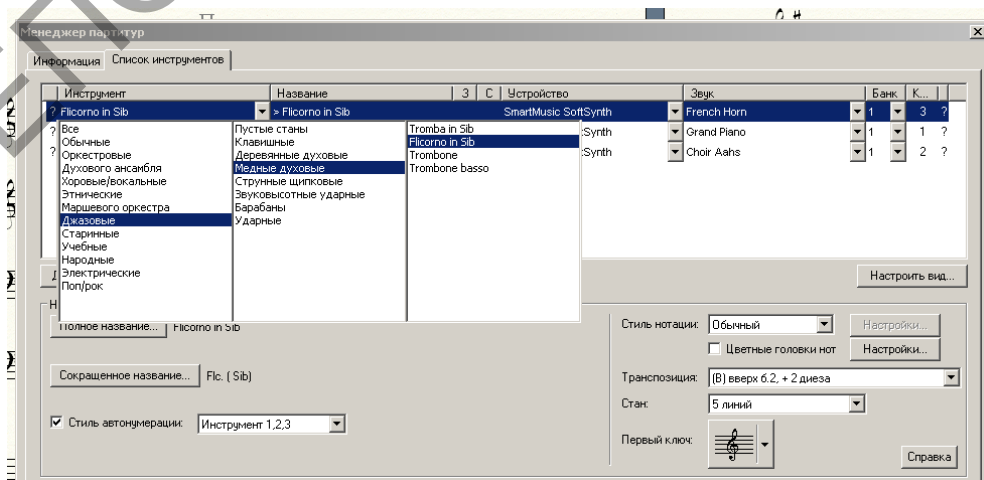 Менеджер партитур
Информация Список инструментов
Инструмент Название З С Устройство Звук Банк К...
? Flicorno in Sib > Flicorno in Sib SmartMusic SoftSynth French Horn 1 3 ?
? :Synth Grand Piano 1 1 ?
? :Synth Choir Aahs 1 2 ?
Все Пустые станы Tromba in Sib
Обычные Клавишные Flicorno in Sib
Оркестровые Деревянные духовые Trombone
Духового ансамбля Медные духовые Trombone basso
Хоровые/вокальные Струнные щипковые
Этнические Звуковысотные ударные
Маршевого оркестра Барабаны
Джазовые Ударные
Старинные
Учебные
Народные
Электрические
Поп/рок
Настроить вид...
Полное название... Flicorno in Sib
Стиль нотации: Обычный Настройки...
Цветные головки нот Настройки...
Сокращенное название... Flc. ( Sib)
Транспозиция: (B) вверх б.2, + 2 диеза
Стан: 5 линий
Стиль автонумерации: Инструмент 1,2,3
Первый ключ:
Справка